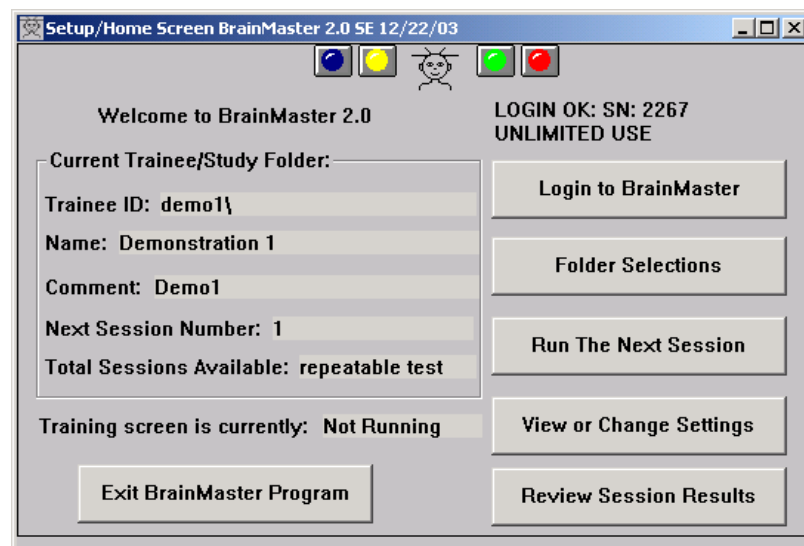 Setup/Home Screen BrainMaster 2.0 SE 12/22/03
Welcome to BrainMaster 2.0
LOGIN OK: SN: 2267
UNLIMITED USE
Current Trainee/Study Folder:
Trainee ID: demo1\
Name: Demonstration 1
Comment: Demo1
Next Session Number: 1
Total Sessions Available: repeatable test
Training screen is currently: Not Running
Exit BrainMaster Program
Login to BrainMaster
Folder Selections
Run The Next Session
View or Change Settings
Review Session Results